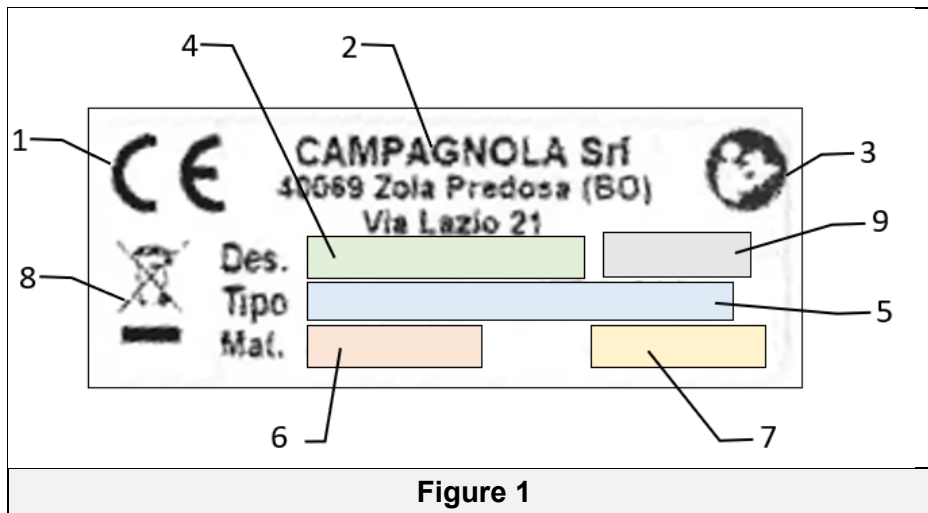 4
2
1
3
CE
CAMPAGNOLA Srl
40069 Zola Predosa (BO)
Via Lazio 21
9
8
Des.
Tipo
5
Mat.
6
7
Figure 1